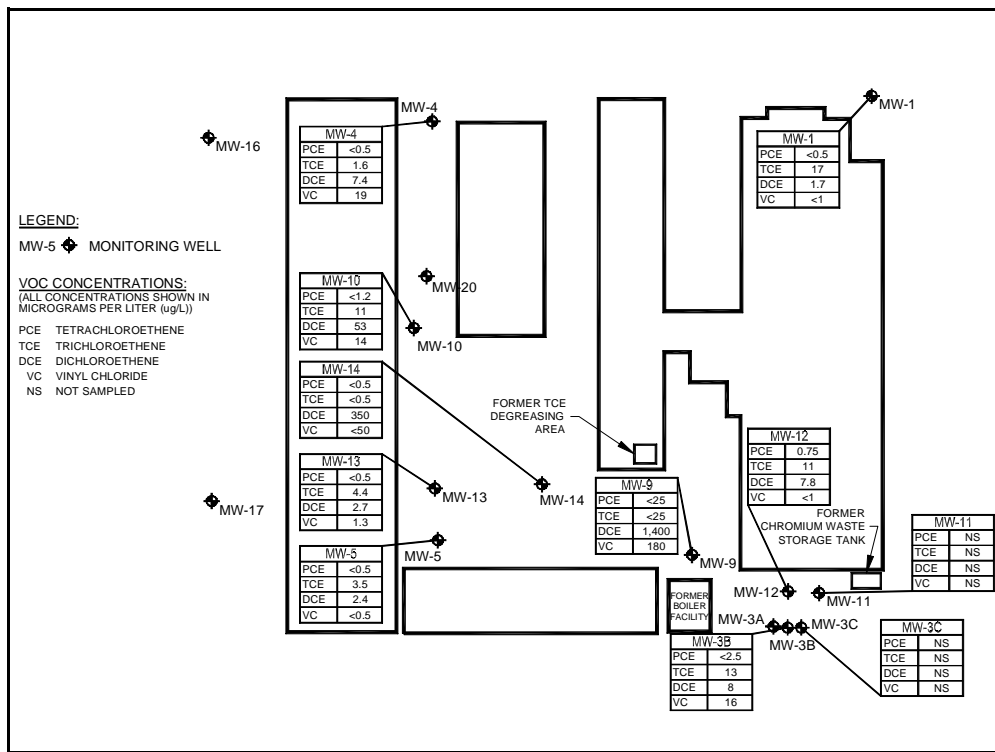 MW-4
MW-1
MW-16
MW-4
PCE <0.5
TCE 1.6
DCE 7.4
VC 19
MW-1
PCE <0.5
TCE 17
DCE 1.7
VC <1
LEGEND:
MW-5 MONITORING WELL
VOC CONCENTRATIONS:
(ALL CONCENTRATIONS SHOWN IN
MICROGRAMS PER LITER (ug/L))
PCE TETRACHLOROETHENE
TCE TRICHLOROETHENE
DCE DICHLOROETHENE
VC VINYL CHLORIDE
NS NOT SAMPLED
MW-20
MW-10
PCE <1.2
TCE 11
DCE 53
VC 14
MW-10
MW-14
PCE <0.5
TCE <0.5
DCE 350
VC <50
FORMER TCE
DEGREASING
AREA
MW-13
PCE <0.5
TCE 4.4
DCE 2.7
VC 1.3
MW-13
MW-14
MW-17
MW-12
PCE 0.75
TCE 11
DCE 7.8
VC <1
MW-9
PCE <25
TCE <25
DCE 1,400
VC 180
FORMER
CHROMIUM WASTE
STORAGE TANK
MW-11
PCE NS
TCE NS
DCE NS
VC NS
MW-5
MW-5
PCE <0.5
TCE 3.5
DCE 2.4
VC <0.5
MW-9
MW-12
MW-11
FORMER
BOILER
FACILITY
MW-3A
MW-3C
MW-3B
MW-3B
PCE <2.5
TCE 13
DCE 8
VC 16
MW-3C
PCE NS
TCE NS
DCE NS
VC NS